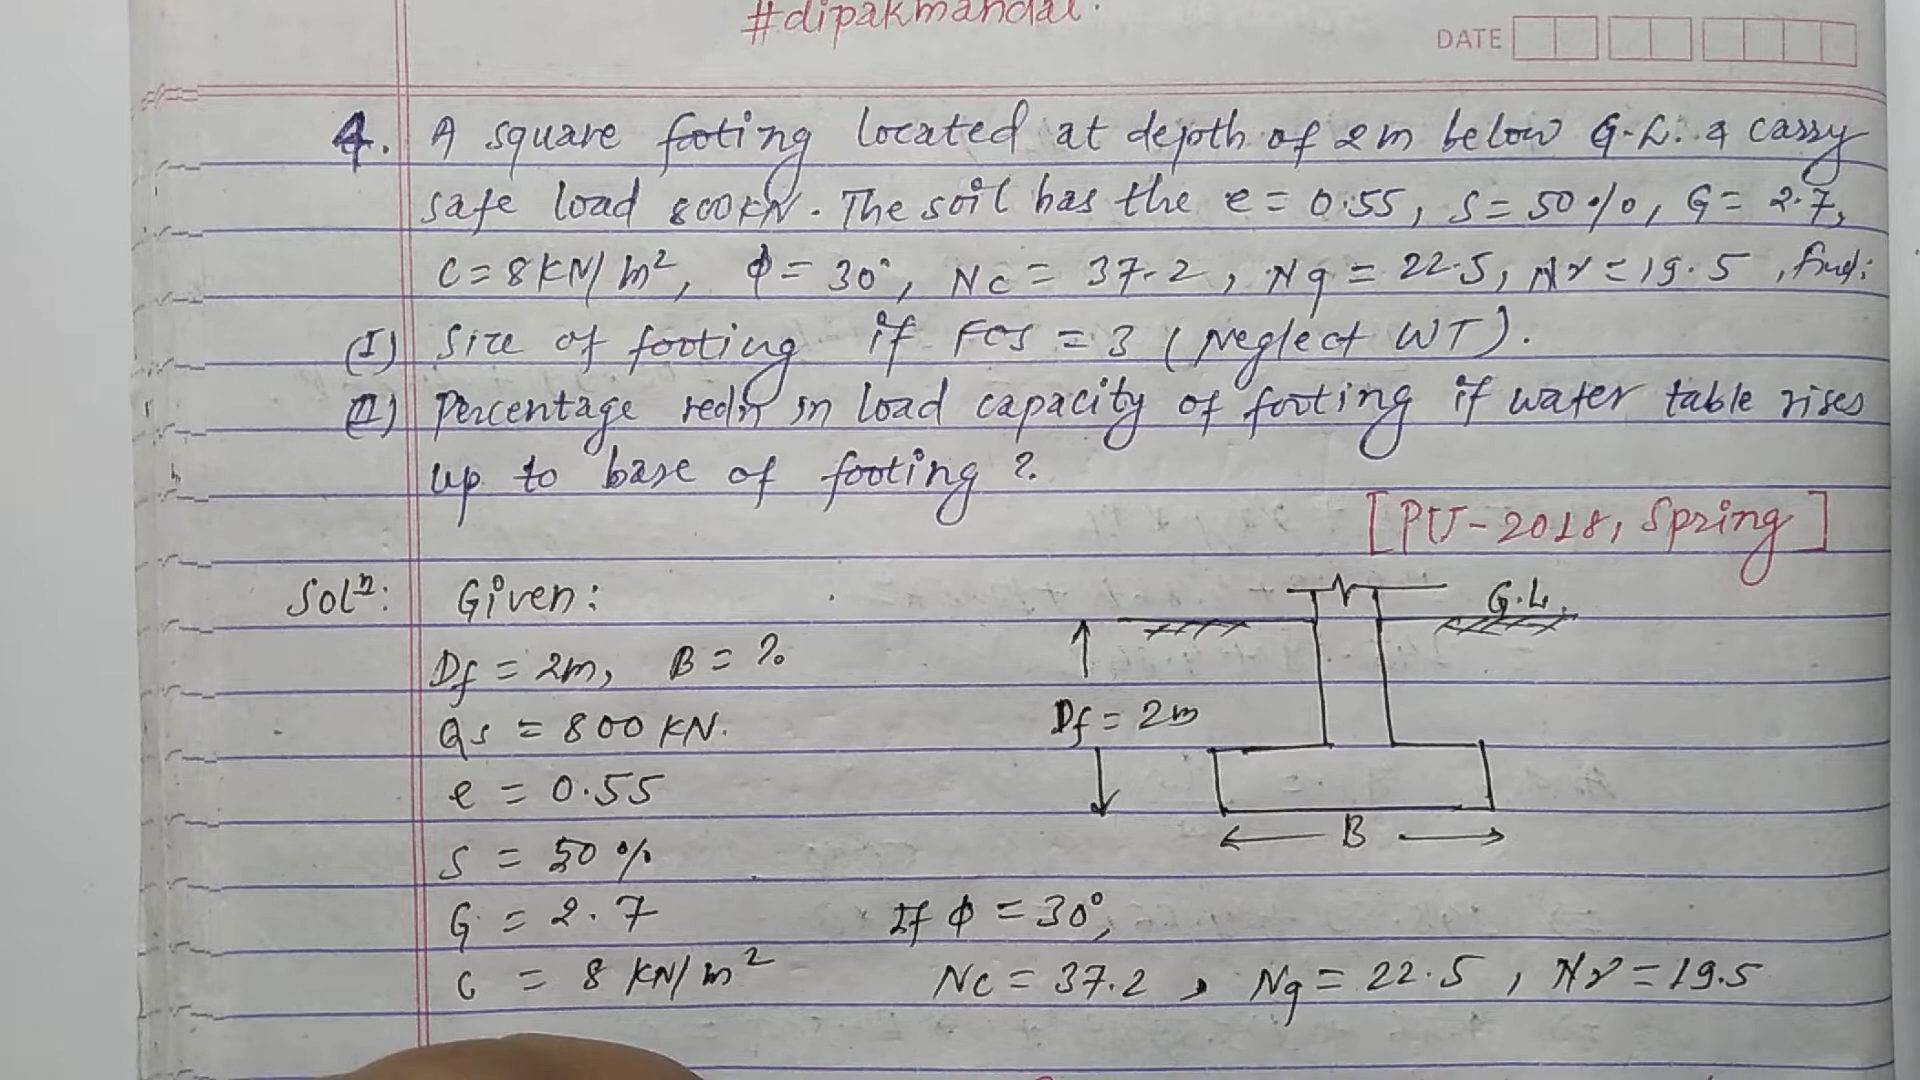 #dipakmandal.
DATE
4. A square footing located at depth of 2m below G.L. & carry
safe load 800KN. The soil has the e = 0.55, S = 50%, G = 2.7,
C = 8KN/m², ϕ = 30°, Nc = 37.2, Nq = 22.5, Nγ = 19.5, find:
(I) Size of footing if FOS = 3 (Neglect WT).
(II) Percentage redn in load capacity of footing if water table rises
up to base of footing?
[PU-2018, Spring]
Solⁿ: Given:
G.L.
Df = 2m, B = ?
Df = 2m
Qs = 800 KN.
e = 0.55
B
S = 50%
G = 2.7
If ϕ = 30°,
C = 8 KN/m²
Nc = 37.2, Nq = 22.5, Nγ = 19.5